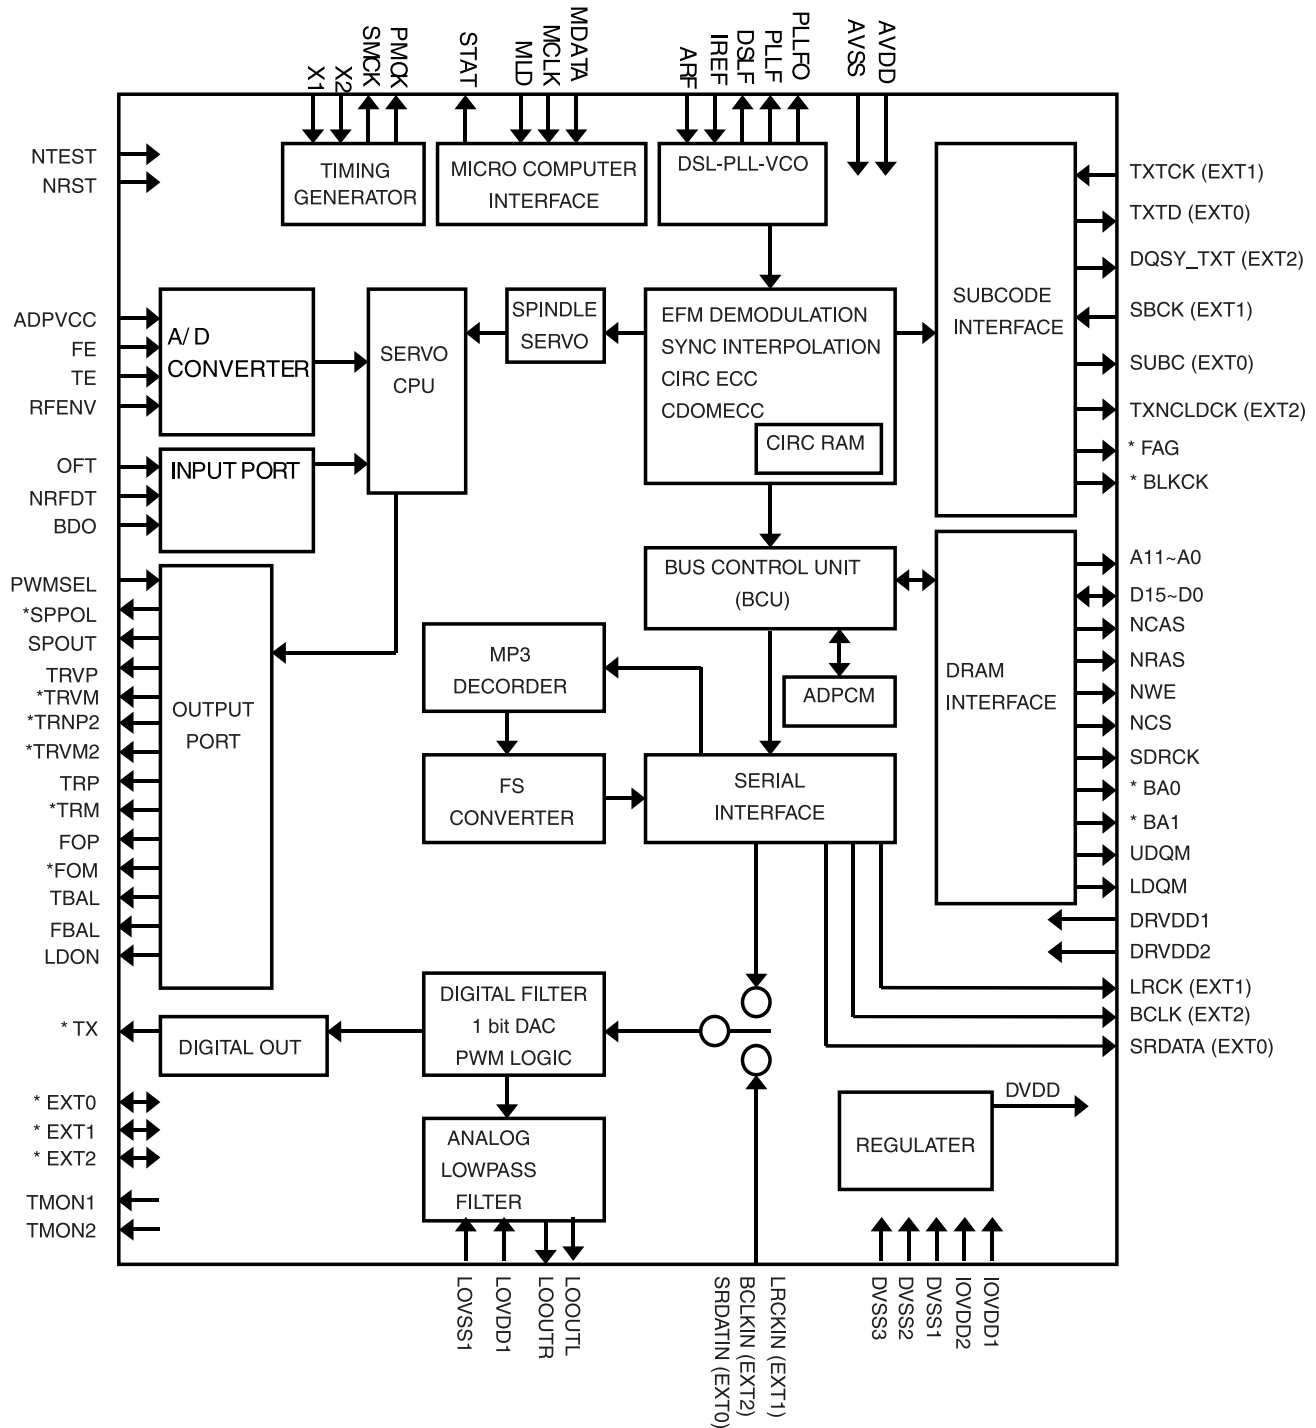 X1
X2
SMCK
PMCK
STAT
MLD
MCLK
MDATA
ARF
IREF
DSLF
PLLF
PLLFO
AVSS
AVDD
NTEST
NRST
TIMING
GENERATOR
MICRO COMPUTER
INTERFACE
DSL-PLL-VCO
ADPVCC
FE
TE
RFENV
A/D
CONVERTER
SERVO
CPU
SPINDLE
SERVO
EFM DEMODULATION
SYNC INTERPOLATION
CIRC ECC
CDOMECC
CIRC RAM
SUBCODE
INTERFACE
TXTCK (EXT1)
TXTD (EXT0)
DQSY_TXT (EXT2)
SBCK (EXT1)
SUBC (EXT0)
TXNCLDCK (EXT2)
* FAG
* BLKCK
OFT
NRFDT
BDO
INPUT PORT
PWMSEL
*SPPOL
SPOUT
TRVP
*TRVM
*TRNP2
*TRVM2
TRP
*TRM
FOP
*FOM
TBAL
FBAL
LDON
OUTPUT
PORT
BUS CONTROL UNIT
(BCU)
MP3
DECORDER
ADPCM
FS
CONVERTER
SERIAL
INTERFACE
DRAM
INTERFACE
A11~A0
D15~D0
NCAS
NRAS
NWE
NCS
SDRCK
* BA0
* BA1
UDQM
LDQM
DRVDD1
DRVDD2
LRCK (EXT1)
BCLK (EXT2)
SRDATA (EXT0)
* TX
DIGITAL OUT
DIGITAL FILTER
1 bit DAC
PWM LOGIC
* EXT0
* EXT1
* EXT2
TMON1
TMON2
ANALOG
LOWPASS
FILTER
DVDD
REGULATER
LOVSS1
LOVDD1
LOOUTR
LOOUTL
SRDATIN (EXT0)
BCLKIN (EXT2)
LRCKIN (EXT1)
DVSS3
DVSS2
DVSS1
IOVDD2
IOVDD1